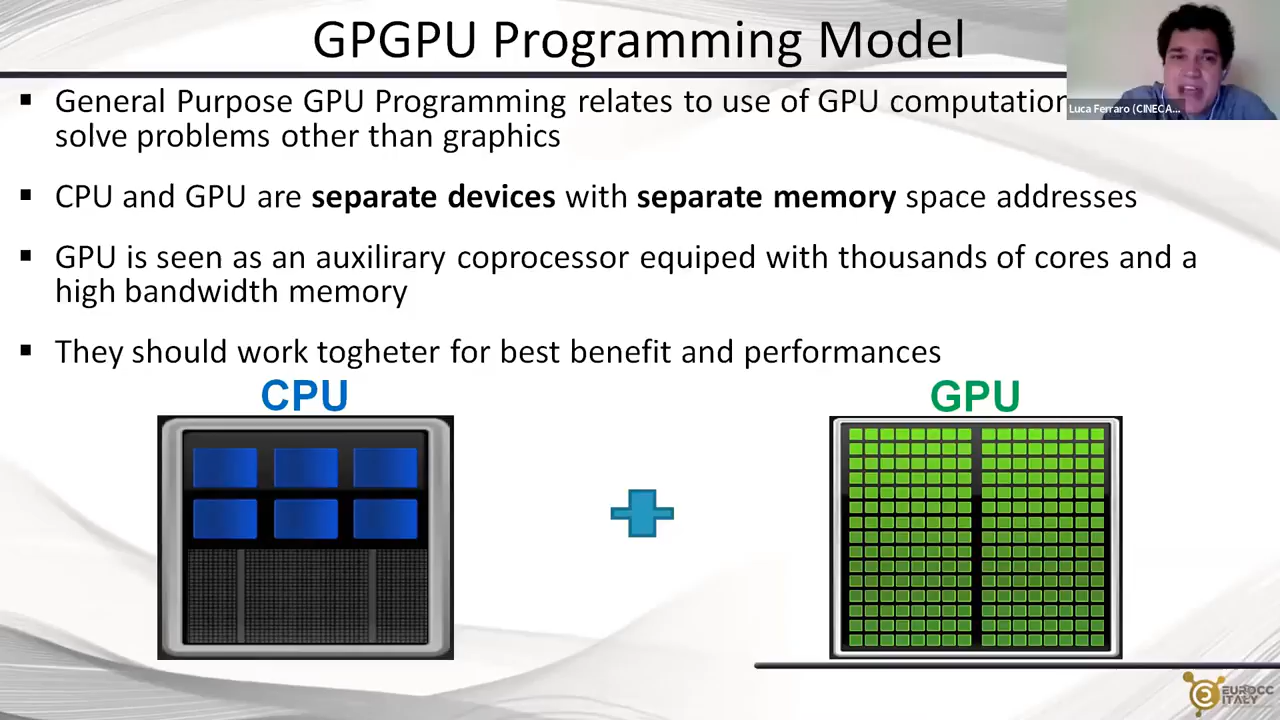 GPGPU Programming Model
▪ General Purpose GPU Programming relates to use of GPU computation
solve problems other than graphics
▪ CPU and GPU are separate devices with separate memory space addresses
▪ GPU is seen as an auxilirary coprocessor equiped with thousands of cores and a
high bandwidth memory
▪ They should work togheter for best benefit and performances
CPU
GPU
Luca Ferraro (CINECA...
EUROCC
ITALY